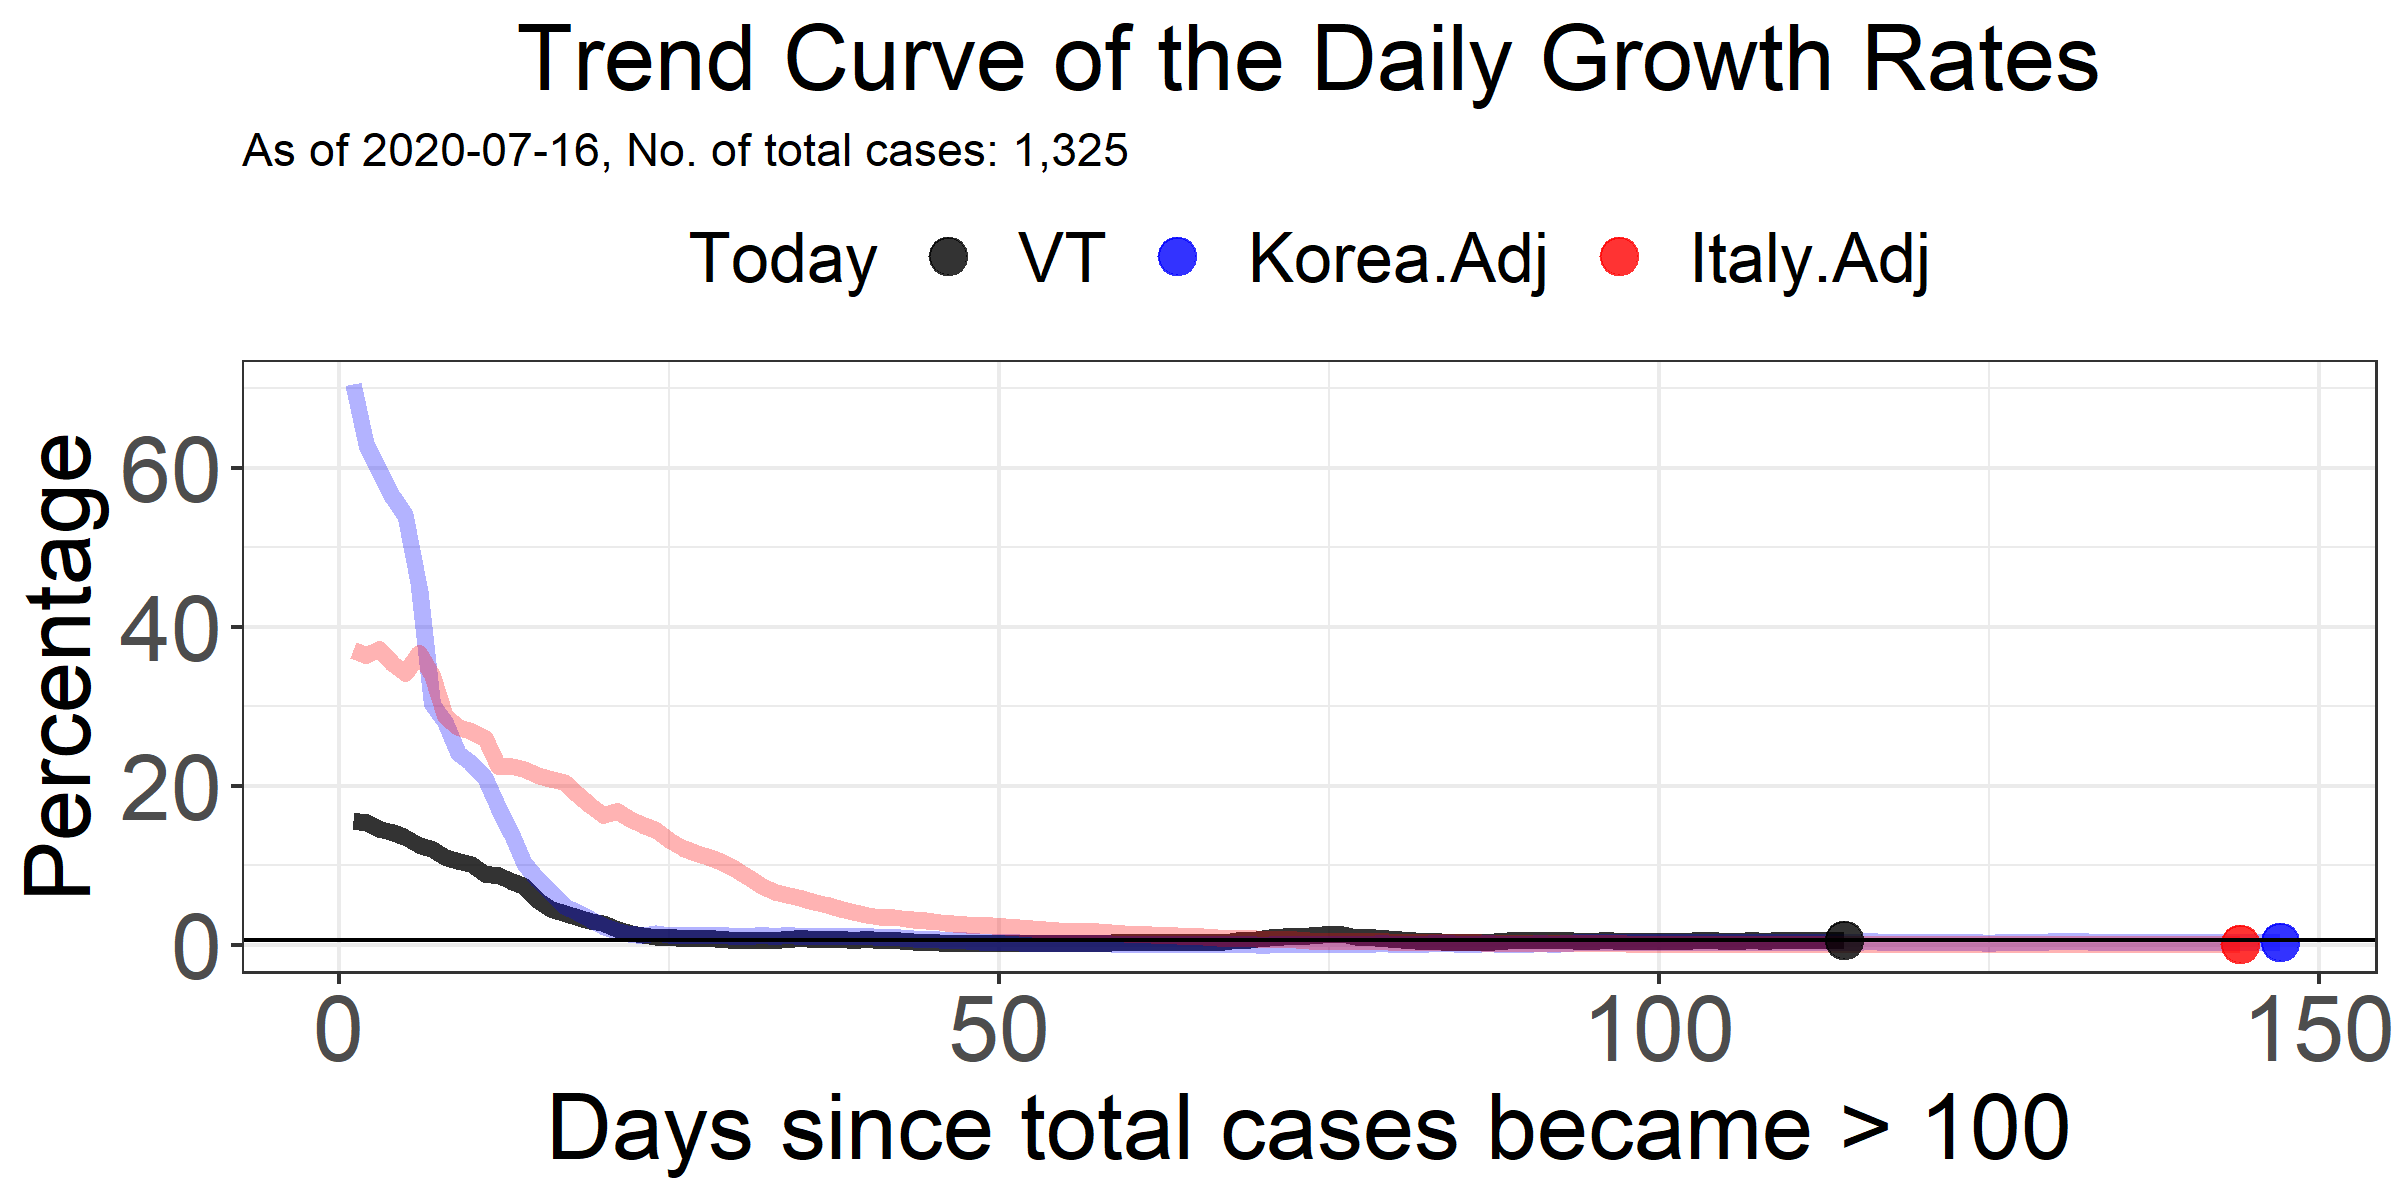 Trend Curve of the Daily Growth Rates
As of 2020-07-16, No. of total cases: 1,325
Today VT Korea.Adj Italy.Adj
Percentage
60
40
20
0
0 50 100 150
Days since total cases became > 100